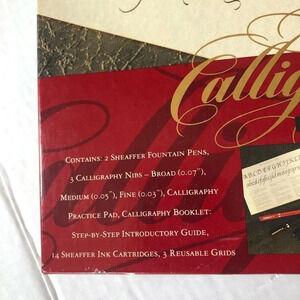 Callig
Contains: 2 Sheaffer Fountain Pens,
3 Calligraphy Nibs – Broad (0.07"),
Medium (0.05"), Fine (0.03"), Calligraphy
Practice Pad, Calligraphy Booklet:
Step-by-Step Introductory Guide,
14 Sheaffer Ink Cartridges, 3 Reusable Grids